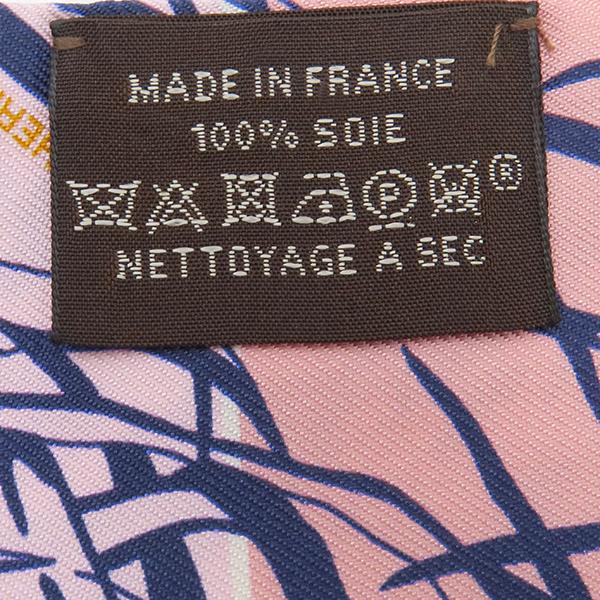 MADE IN FRANCE
100% SOIE
P ®
NETTOYAGE A SEC